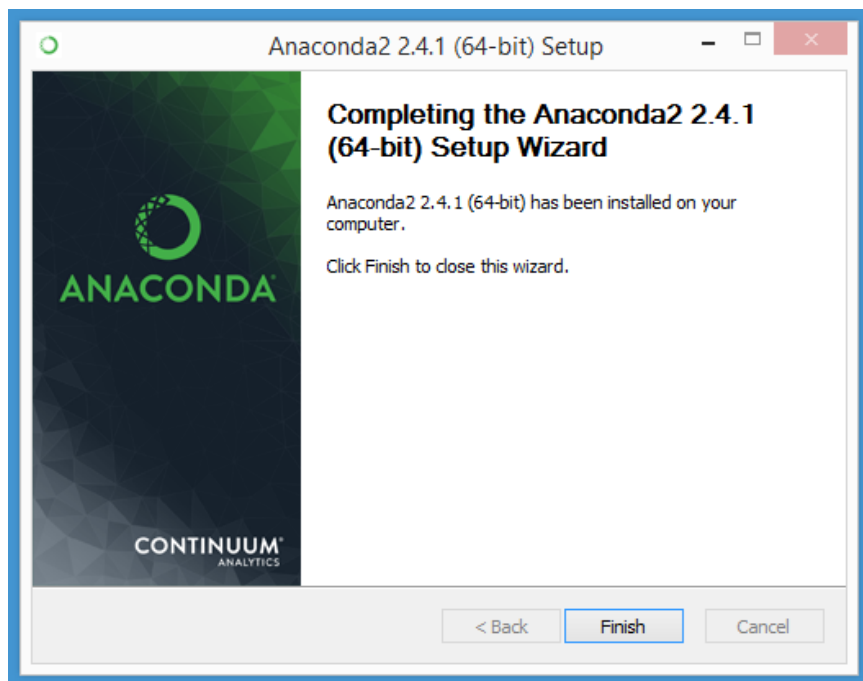 Anaconda2 2.4.1 (64-bit) Setup
Completing the Anaconda2 2.4.1
(64-bit) Setup Wizard
Anaconda2 2.4.1 (64-bit) has been installed on your
computer.
Click Finish to close this wizard.
ANACONDA
CONTINUUM®
ANALYTICS
< Back
Finish
Cancel